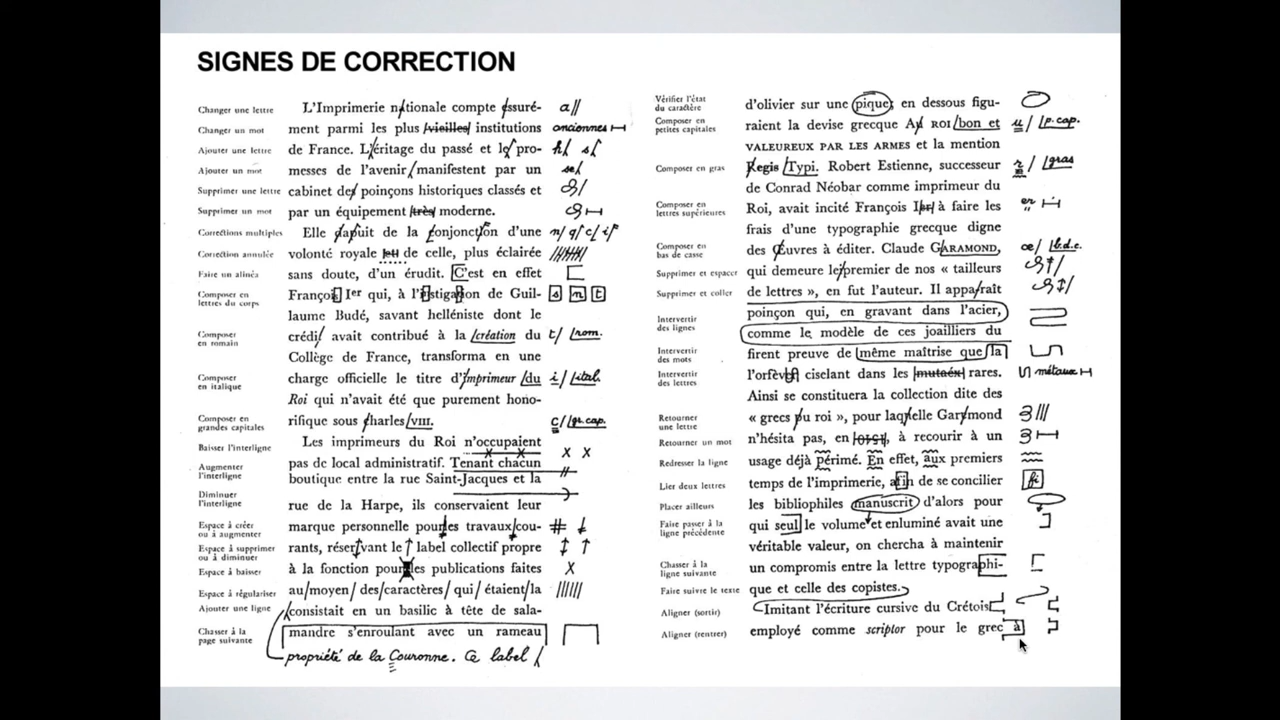 SIGNES DE CORRECTION
Changer une lettre L'Imprimerie nationale compte assuré- a//
Changer un mot ment parmi les plus vieilles institutions anciennes
Ajouter une lettre de France. L'éritage du passé et le pro- h s
Ajouter un mot messes de l'avenir manifestent par un se
Supprimer une lettre cabinet des poinçons historiques classés et
Supprimer un mot par un équipement très moderne.
Corrections multiples Elle d'une n/ q/ c/ i/
Correction annulée volonté royale et de celle, plus éclairée
Faire un alinéa sans doute, d'un érudit. C'est en effet
Composer en
lettres du corps Ier qui, à de Guil- s n t
laume Budé, savant helléniste dont le
Composer
en romain avait contribué à la création du t/ rom.
Collège de France, transforma en une
Composer
en italique charge officielle le titre d'imprimeur du i/ ital.
Roi qui n'avait été que purement hono-
Composer en
grandes capitales rifique sous charles VIII. c/ gr. cap.
Baisser l'interligne Les imprimeurs du Roi n'occupaient X X
Augmenter
l'interligne pas de local administratif. Tenant chacun
boutique entre la rue Saint-Jacques et la
Diminuer
l'interligne rue de la Harpe, ils conservaient leur
Espace à créer
ou à augmenter marque personnelle pour les travaux cou-
Espace à supprimer
ou à diminuer rants, réser vant le label collectif propre
Espace à baisser à la fonction pour les publications faites X
Espace à régulariser au/moyen/ des/caractères/ qui/ étaient/la
Ajouter une ligne consistait en un basilic à tête de sala-
Chasser à la
page suivante mandre s'enroulant avec un rameau
propriété de la Couronne. Ce label
Vérifier l'état
du caractère d'olivier sur une pique, en dessous figu-
Composer en
petites capitales raient la devise grecque ROI bon et u/ p. cap.
VALEUREUX PAR LES ARMES et la mention
Composer en gras Regis Typi. Robert Estienne, successeur r/ gras
de Conrad Néobar comme imprimeur du
Composer en
lettres supérieures Roi, avait incité François à faire les er
frais d'une typographie grecque digne
Composer en
bas de casse des Œuvres à éditer. Claude GARAMOND, œ/ b.d.c.
Supprimer et espacer qui demeure le premier de nos « tailleurs
Supprimer et coller de lettres », en fut l'auteur. Il appa/raît
Intervertir
des lignes poinçon qui, en gravant dans l'acier,
comme le modèle de ces joailliers du
Intervertir
des mots firent preuve de même maîtrise que la
Intervertir
des lettres ciselant dans les mutaéx rares. métaux
Ainsi se constituera la collection dite des
Retourner
une lettre « grecs du roi », pour laquelle Garamond
Retourner un mot n'hésita pas, en , à recourir à un
Redresser la ligne usage déjà périmé. En effet, aux premiers
Lier deux lettres temps de l'imprimerie, afin de se concilier fi
Placer ailleurs les bibliophiles manuscrit d'alors pour
Faire passer à la
ligne précédente qui seul le volume et enluminé avait une
véritable valeur, on chercha à maintenir
Chasser à la
ligne suivante un compromis entre la lettre typographi-
Faire suivre le texte que et celle des copistes.
Aligner (sortir) Imitant l'écriture cursive du Crétois
Aligner (rentrer) employé comme scriptor pour le grec à